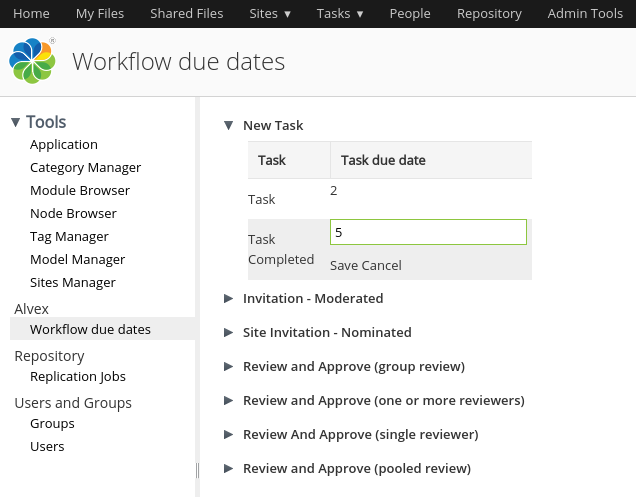 Home My Files Shared Files Sites ▾ Tasks ▾ People Repository Admin Tools
Workflow due dates
Tools
Application
Category Manager
Module Browser
Node Browser
Tag Manager
Model Manager
Sites Manager
Alvex
Workflow due dates
Repository
Replication Jobs
Users and Groups
Groups
Users
New Task
Task Task due date
Task 2
Task Completed 5
Save Cancel
Invitation - Moderated
Site Invitation - Nominated
Review and Approve (group review)
Review and Approve (one or more reviewers)
Review And Approve (single reviewer)
Review and Approve (pooled review)